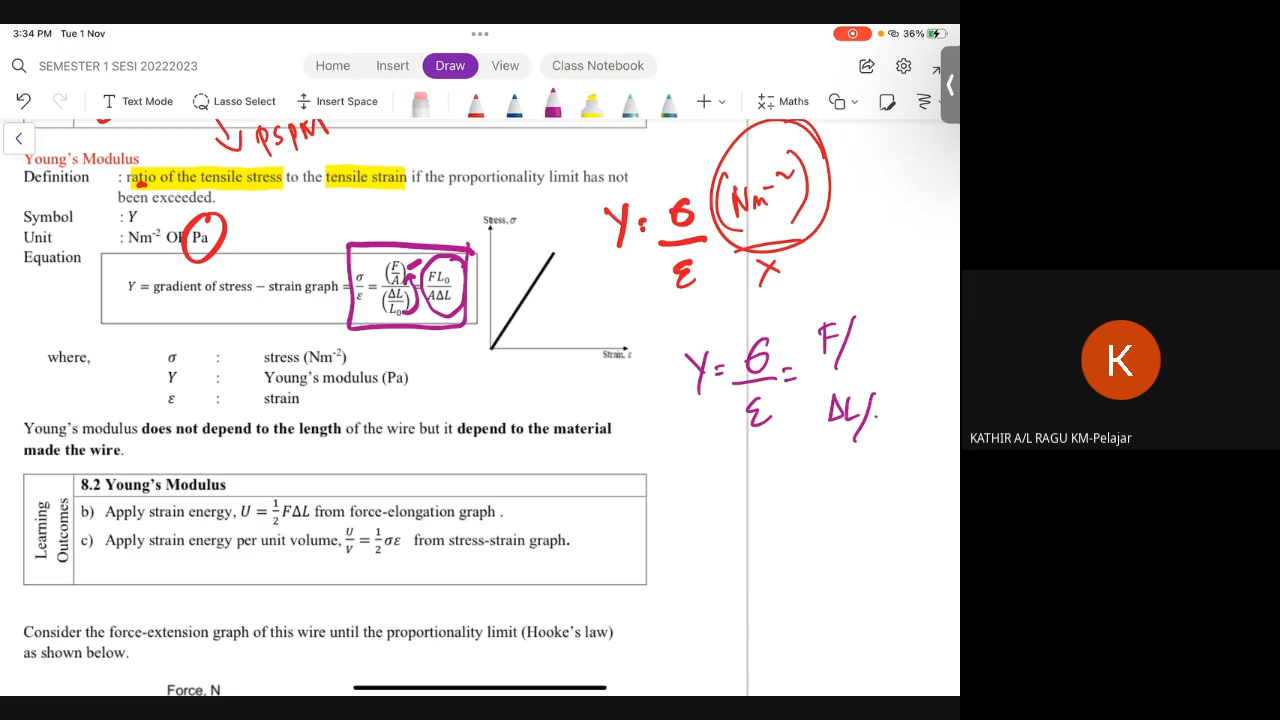 3:34 PM Tue 1 Nov
36%
SEMESTER 1 SESI 20222023
Home Insert Draw View Class Notebook
Text Mode Lasso Select Insert Space Maths
↓ PSPM
Young's Modulus
Definition : ratio of the tensile stress to the tensile strain if the proportionality limit has not
been exceeded.
Symbol : Y
Unit : Nm⁻² OR Pa
Equation
Y = gradient of stress − strain graph = σ/ε = (F/A)/(ΔL/L₀) = FL₀/AΔL
Stress, σ
Strain, ε
Y = σ/ε (Nm⁻²)
x
where, σ : stress (Nm⁻²)
Y : Young's modulus (Pa)
ε : strain
Y = σ/ε = F/
ΔL/
Young's modulus does not depend to the length of the wire but it depend to the material
made the wire.
Learning Outcomes
8.2 Young's Modulus
b) Apply strain energy, U = 1/2 FΔL from force-elongation graph .
c) Apply strain energy per unit volume, U/V = 1/2 σε from stress-strain graph.
Consider the force-extension graph of this wire until the proportionality limit (Hooke's law)
as shown below.
Force, N
K
KATHIR A/L RAGU KM-Pelajar